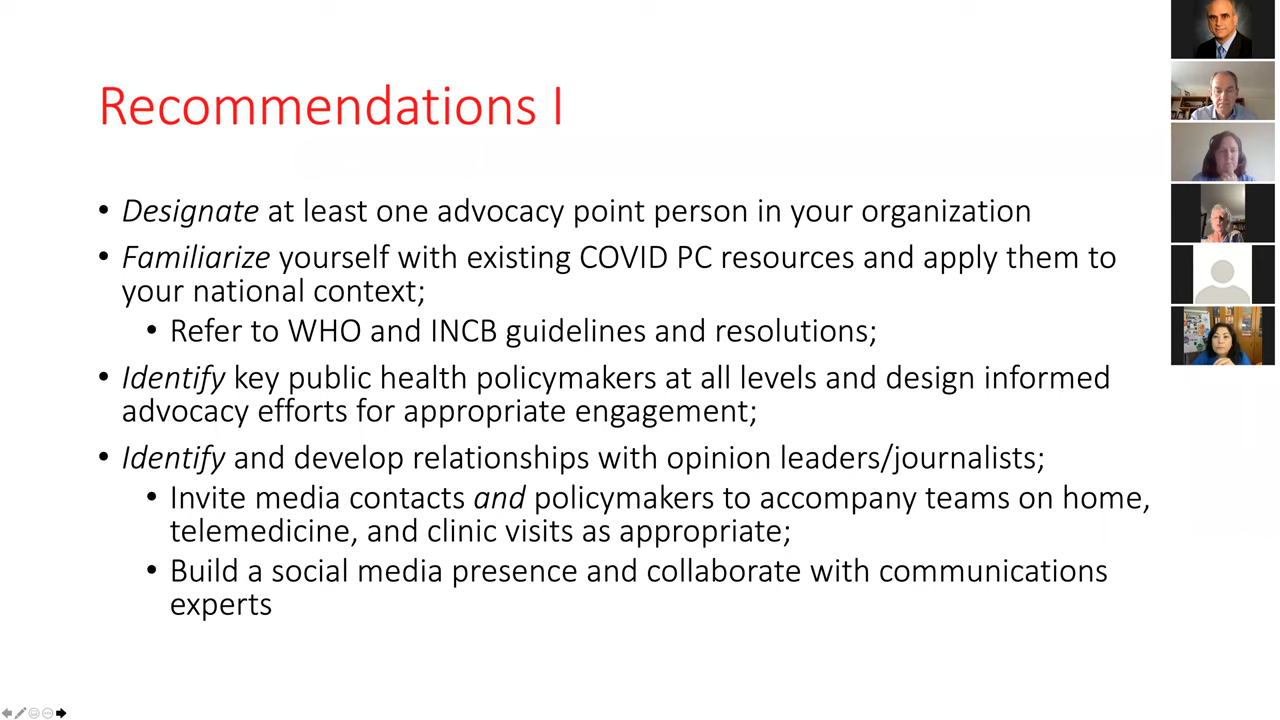 Recommendations I
• Designate at least one advocacy point person in your organization
• Familiarize yourself with existing COVID PC resources and apply them to
your national context;
• Refer to WHO and INCB guidelines and resolutions;
• Identify key public health policymakers at all levels and design informed
advocacy efforts for appropriate engagement;
• Identify and develop relationships with opinion leaders/journalists;
• Invite media contacts and policymakers to accompany teams on home,
telemedicine, and clinic visits as appropriate;
• Build a social media presence and collaborate with communications
experts